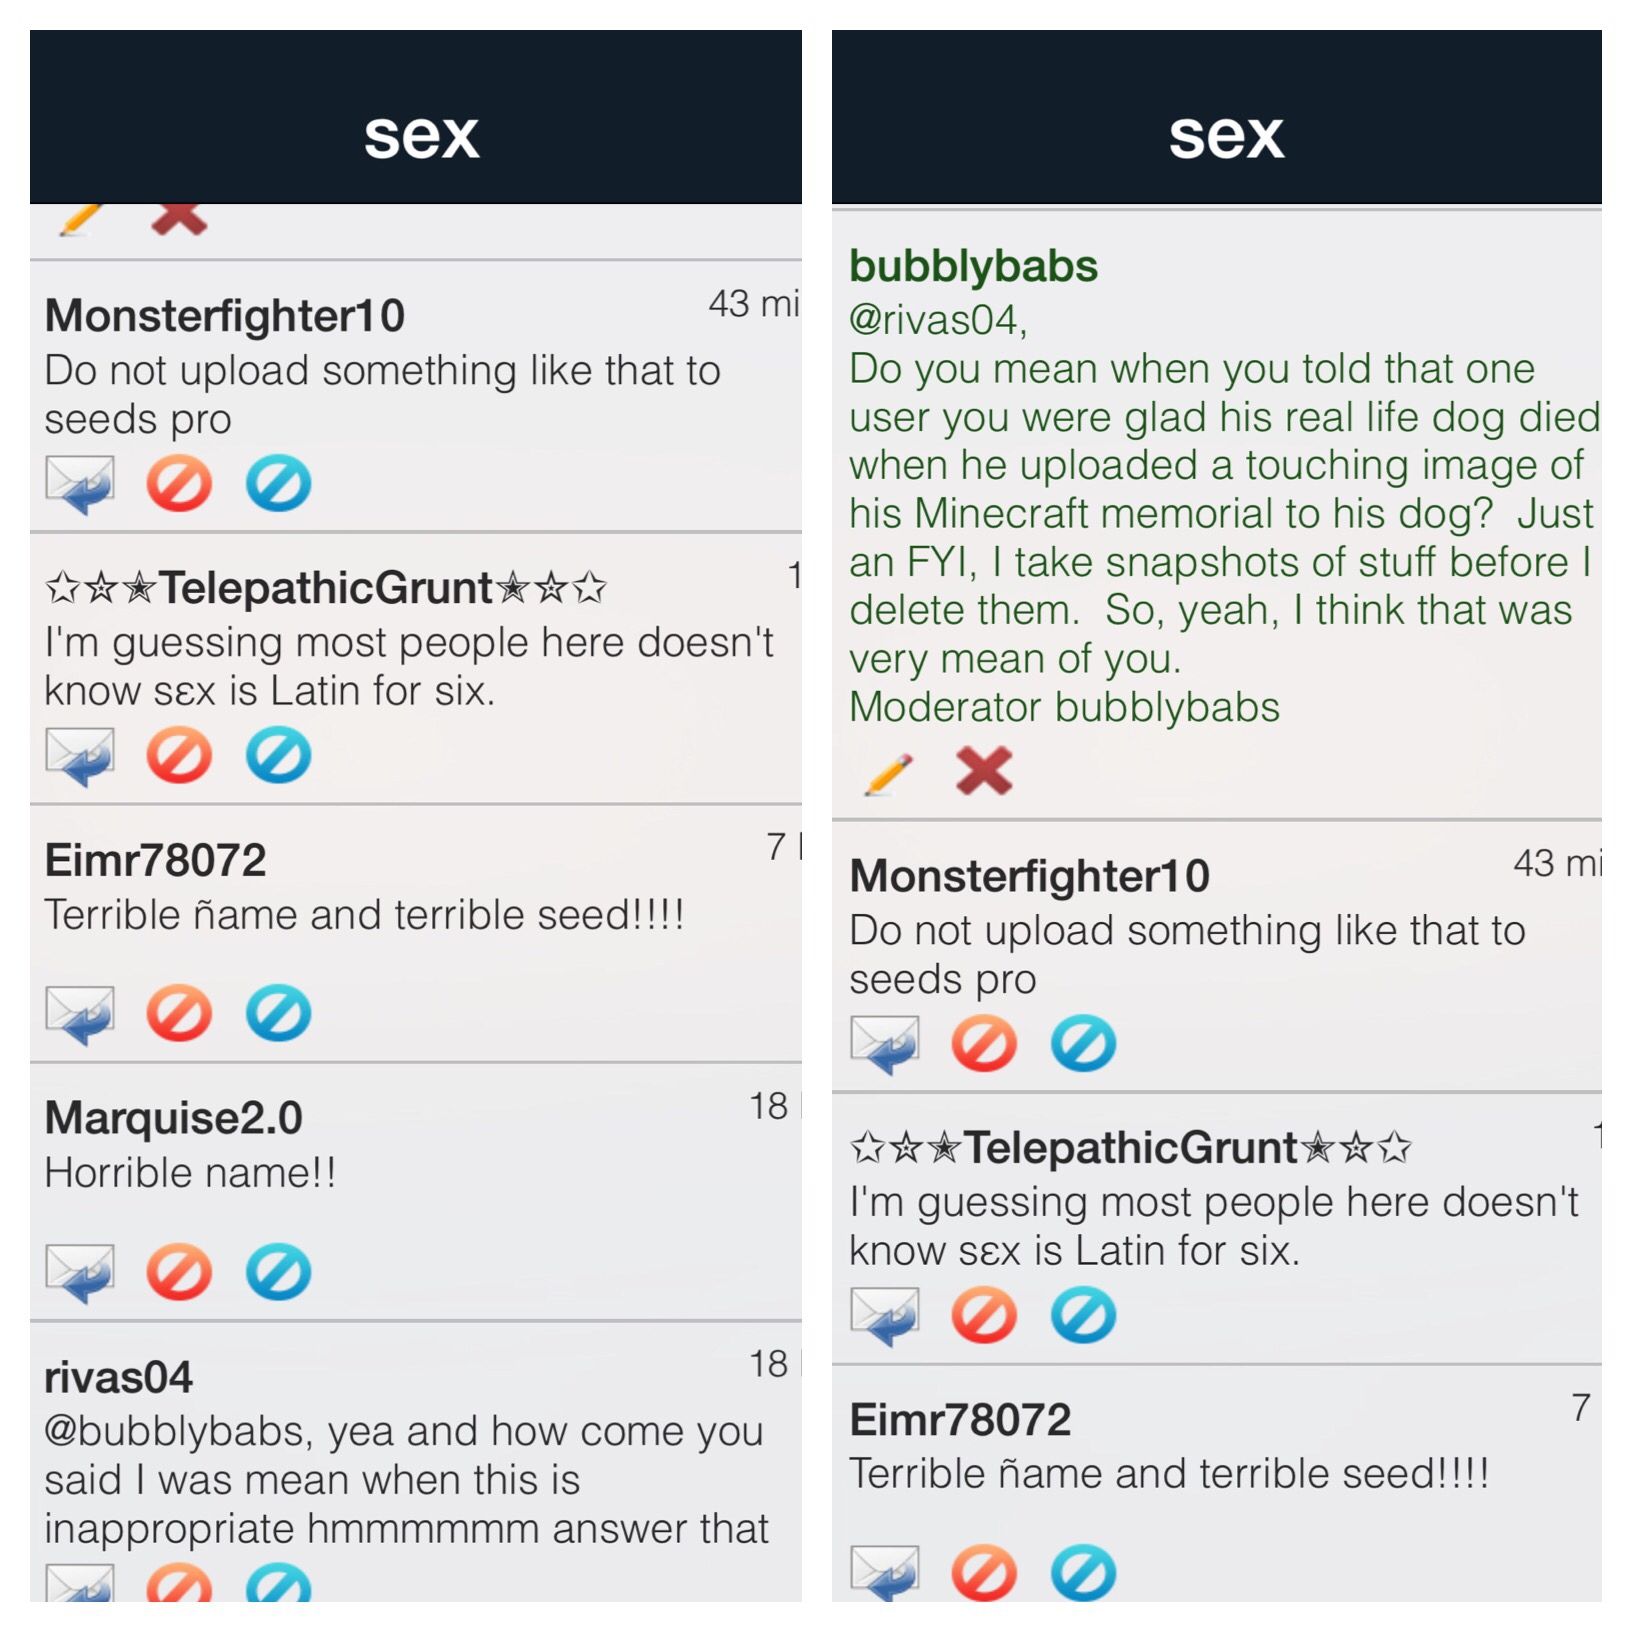 sex
Monsterfighter10
43 mi
Do not upload something like that to
seeds pro
✩✮✭TelepathicGrunt✭✮✩
1
I'm guessing most people here doesn't
know sɛx is Latin for six.
Eimr78072
7
Terrible ñame and terrible seed!!!!
Marquise2.0
18
Horrible name!!
rivas04
18
@bubblybabs, yea and how come you
said I was mean when this is
inappropriate hmmmmmm answer that
sex
bubblybabs
@rivas04,
Do you mean when you told that one
user you were glad his real life dog died
when he uploaded a touching image of
his Minecraft memorial to his dog?  Just
an FYI, I take snapshots of stuff before I
delete them.  So, yeah, I think that was
very mean of you.
Moderator bubblybabs
Monsterfighter10
43 mi
Do not upload something like that to
seeds pro
✩✮✭TelepathicGrunt✭✮✩
1
I'm guessing most people here doesn't
know sɛx is Latin for six.
Eimr78072
7
Terrible ñame and terrible seed!!!!